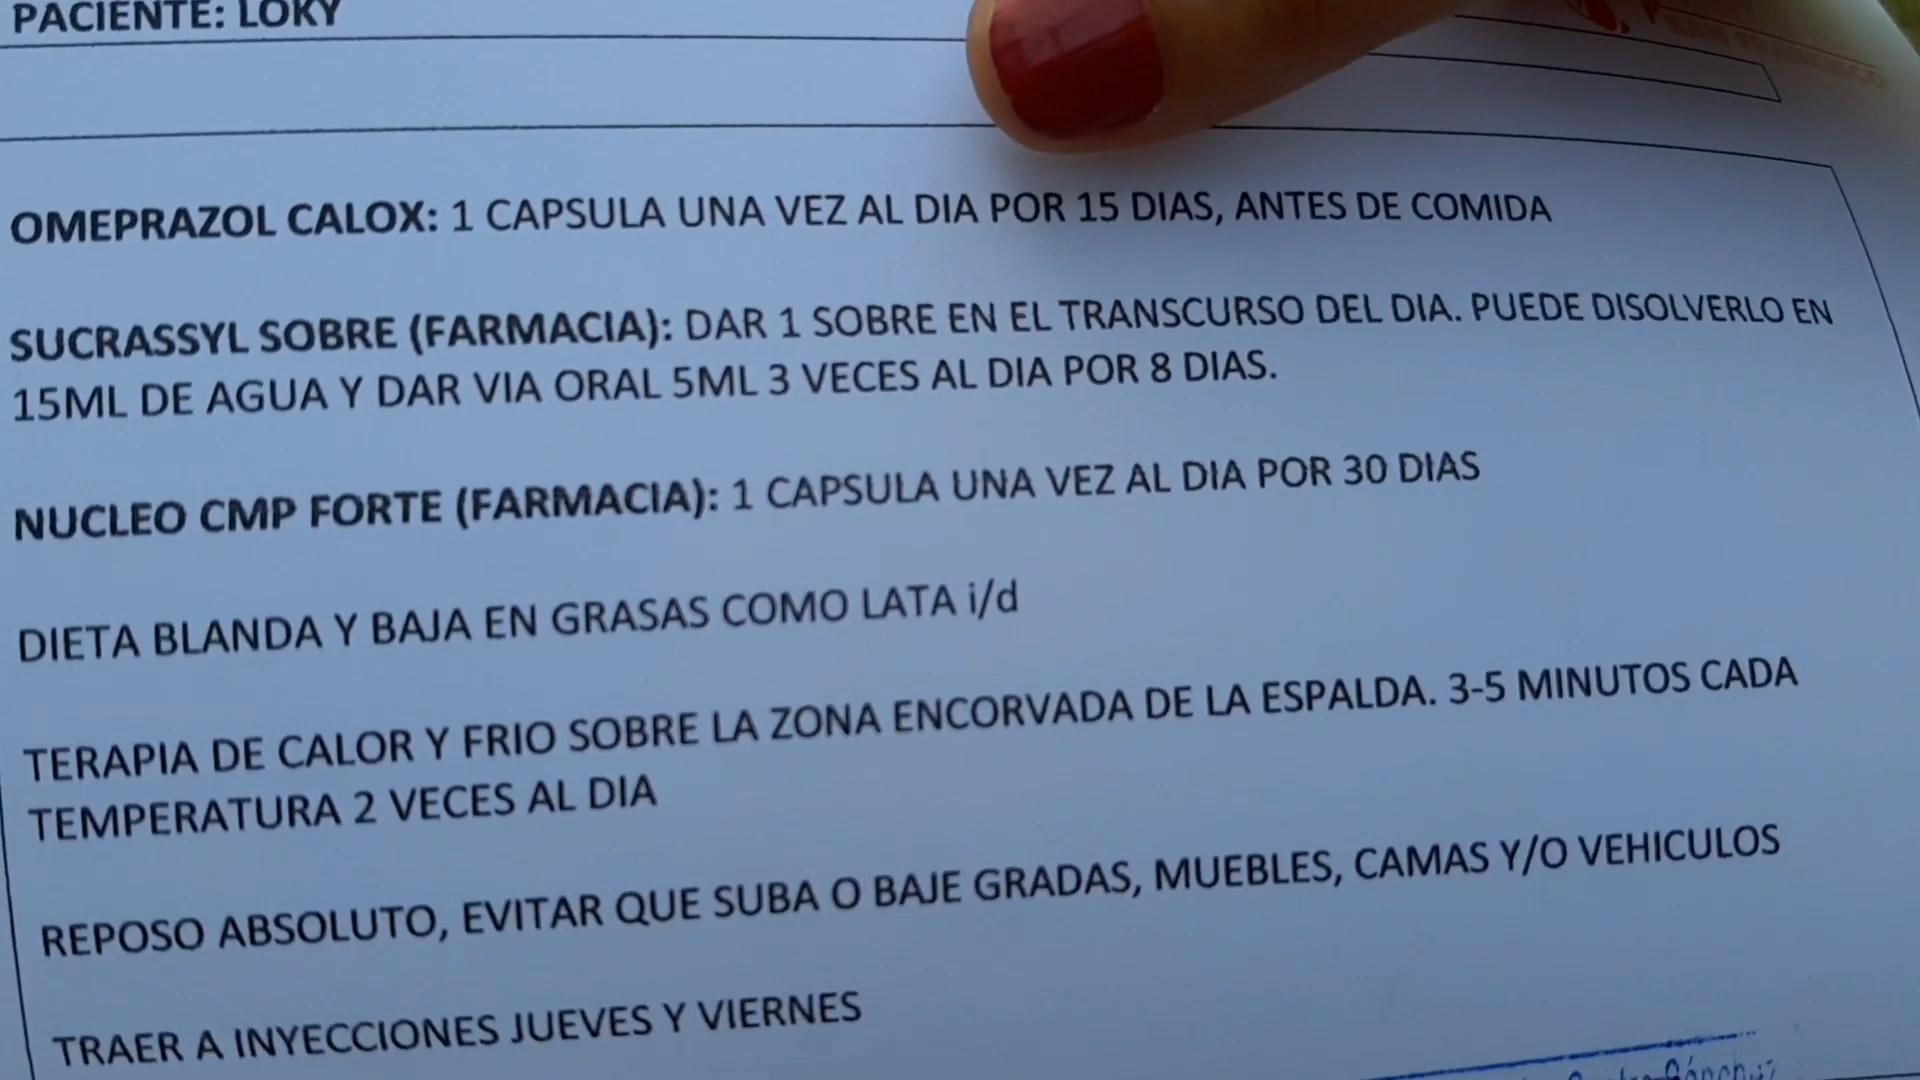 PACIENTE: LOKY
OMEPRAZOL CALOX: 1 CAPSULA UNA VEZ AL DIA POR 15 DIAS, ANTES DE COMIDA
SUCRASSYL SOBRE (FARMACIA): DAR 1 SOBRE EN EL TRANSCURSO DEL DIA. PUEDE DISOLVERLO EN
15ML DE AGUA Y DAR VIA ORAL 5ML 3 VECES AL DIA POR 8 DIAS.
NUCLEO CMP FORTE (FARMACIA): 1 CAPSULA UNA VEZ AL DIA POR 30 DIAS
DIETA BLANDA Y BAJA EN GRASAS COMO LATA i/d
TERAPIA DE CALOR Y FRIO SOBRE LA ZONA ENCORVADA DE LA ESPALDA. 3-5 MINUTOS CADA
TEMPERATURA 2 VECES AL DIA
REPOSO ABSOLUTO, EVITAR QUE SUBA O BAJE GRADAS, MUEBLES, CAMAS Y/O VEHICULOS
TRAER A INYECCIONES JUEVES Y VIERNES